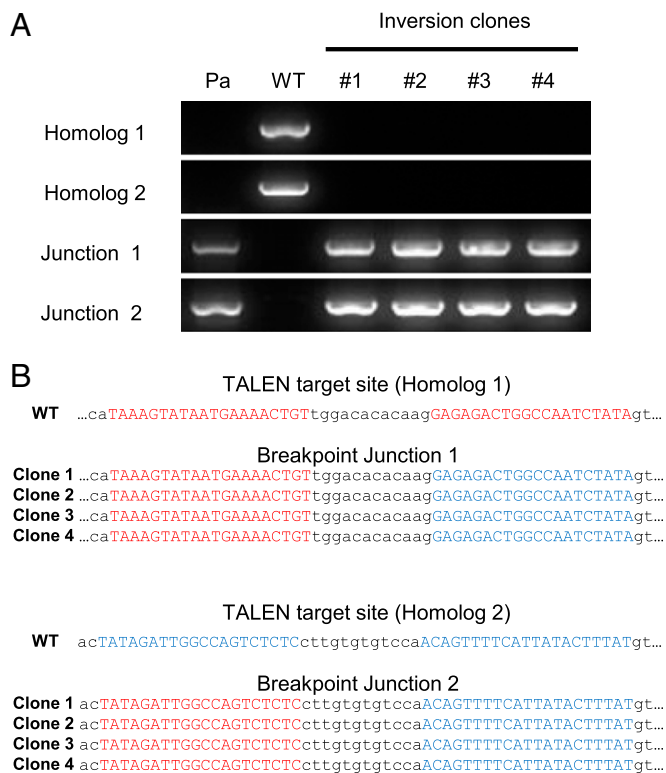 A
Inversion clones
Pa WT #1 #2 #3 #4
Homolog 1
Homolog 2
Junction 1
Junction 2
B
TALEN target site (Homolog 1)
WT ...caTAAAGTATAATGAAAACTGTtggacacacaagGAGAGACTGGCCAATCTATAgt...
Breakpoint Junction 1
Clone 1 ...caTAAAGTATAATGAAAACTGTtggacacacaagGAGAGACTGGCCAATCTATAgt...
Clone 2 ...caTAAAGTATAATGAAAACTGTtggacacacaagGAGAGACTGGCCAATCTATAgt...
Clone 3 ...caTAAAGTATAATGAAAACTGTtggacacacaagGAGAGACTGGCCAATCTATAgt...
Clone 4 ...caTAAAGTATAATGAAAACTGTtggacacacaagGAGAGACTGGCCAATCTATAgt...
TALEN target site (Homolog 2)
WT acTATAGATTGGCCAGTCTCTCcttgtgtgtccaACAGTTTTCATTATACTTTATgt...
Breakpoint Junction 2
Clone 1 acTATAGATTGGCCAGTCTCTCcttgtgtgtccaACAGTTTTCATTATACTTTATgt...
Clone 2 acTATAGATTGGCCAGTCTCTCcttgtgtgtccaACAGTTTTCATTATACTTTATgt...
Clone 3 acTATAGATTGGCCAGTCTCTCcttgtgtgtccaACAGTTTTCATTATACTTTATgt...
Clone 4 acTATAGATTGGCCAGTCTCTCcttgtgtgtccaACAGTTTTCATTATACTTTATgt...